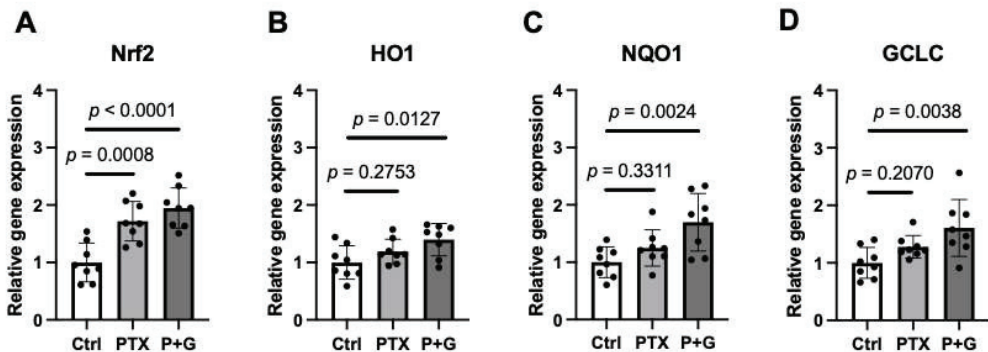 A
Nrf2
Relative gene expression
4
3
2
1
0
p < 0.0001
p = 0.0008
Ctrl PTX P+G
B
HO1
Relative gene expression
4
3
2
1
0
p = 0.0127
p = 0.2753
Ctrl PTX P+G
C
NQO1
Relative gene expression
4
3
2
1
0
p = 0.0024
p = 0.3311
Ctrl PTX P+G
D
GCLC
Relative gene expression
4
3
2
1
0
p = 0.0038
p = 0.2070
Ctrl PTX P+G